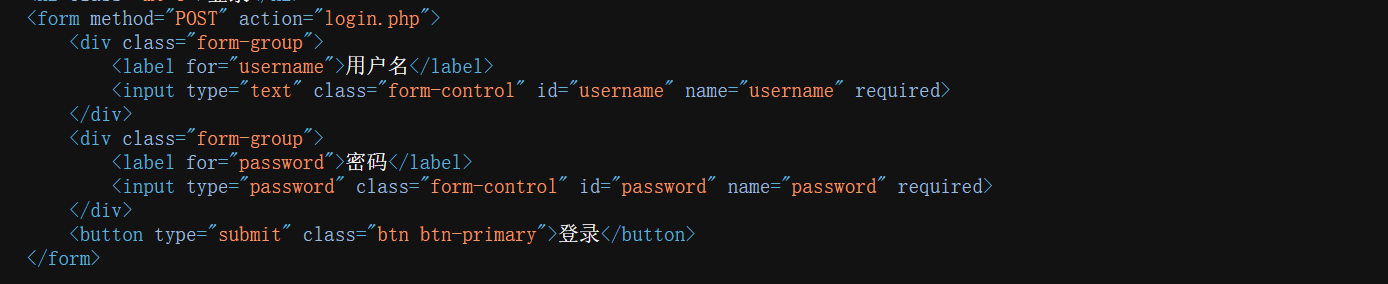 <form method="POST" action="login.php">
<div class="form-group">
<label for="username">用户名</label>
<input type="text" class="form-control" id="username" name="username" required>
</div>
<div class="form-group">
<label for="password">密码</label>
<input type="password" class="form-control" id="password" name="password" required>
</div>
<button type="submit" class="btn btn-primary">登录</button>
</form>